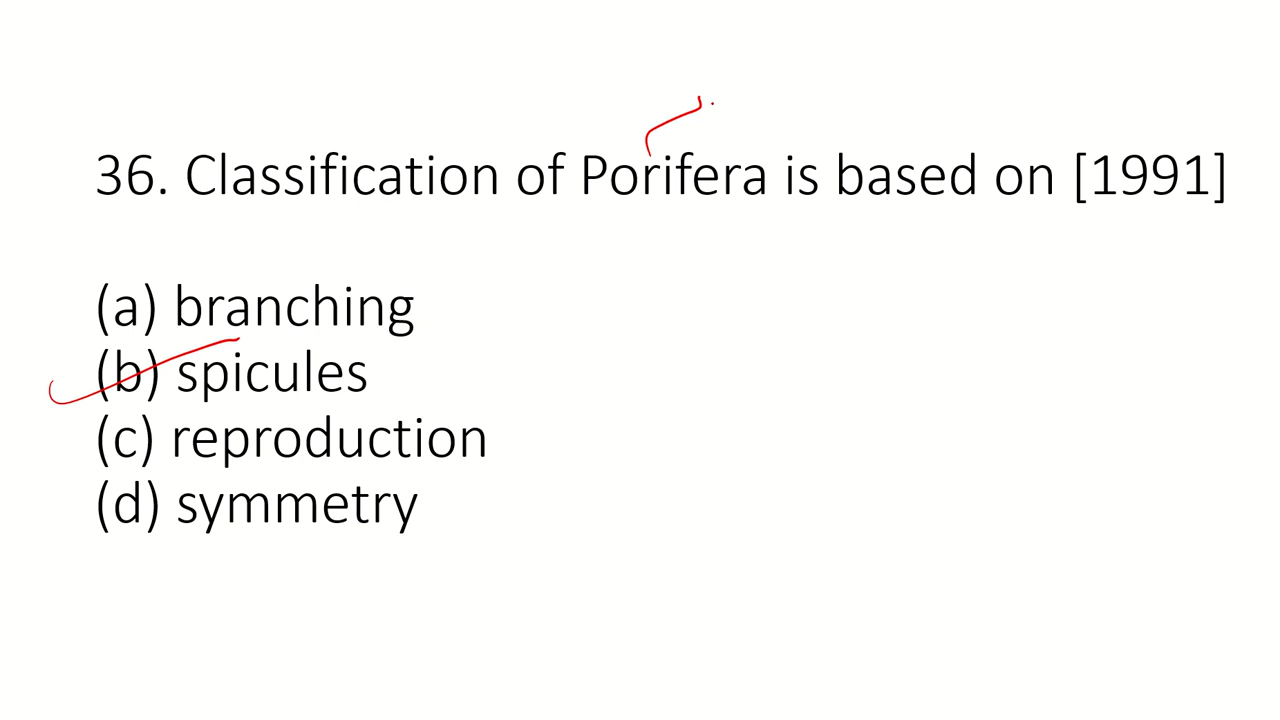 36. Classification of Porifera is based on [1991]
(a) branching
(b) spicules
(c) reproduction
(d) symmetry